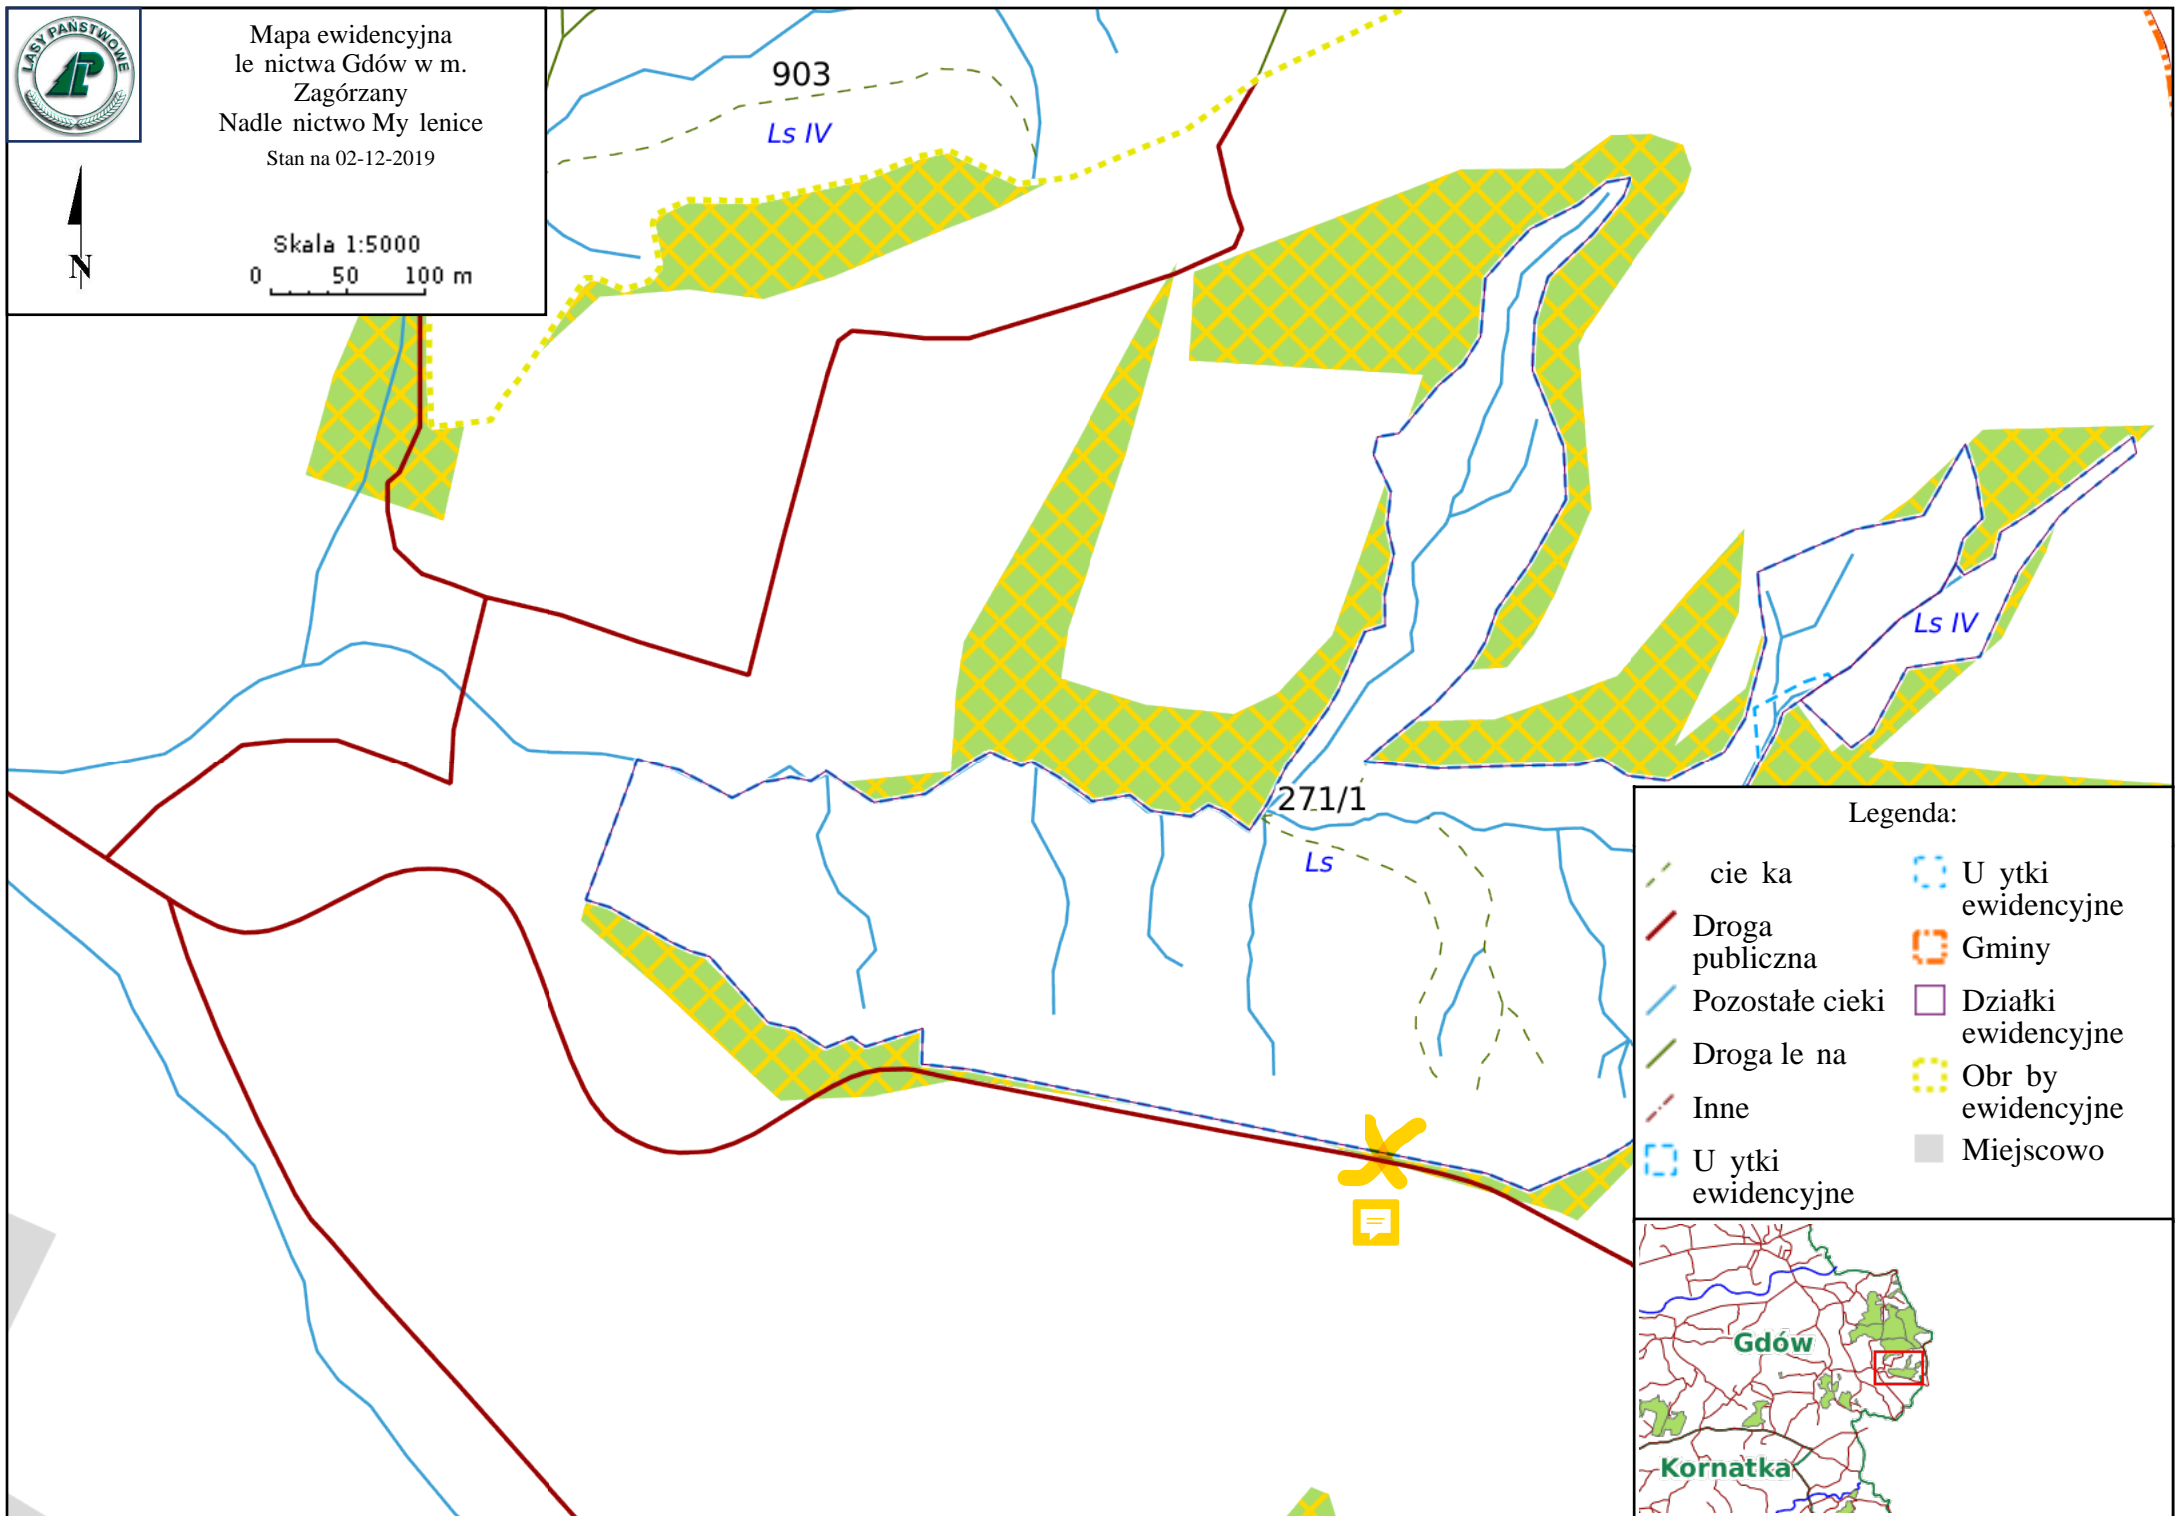 LASY PAŃSTWOWE
Mapa ewidencyjna
le nictwa Gdów w m.
Zagórzany
Nadle nictwo My lenice
Stan na 02-12-2019
N
Skala 1:5000
0 50 100 m
903
Ls IV
Ls IV
271/1
Ls
Legenda:
cie ka
Droga
publiczna
Pozostałe cieki
Droga le na
Inne
U ytki
ewidencyjne
U ytki
ewidencyjne
Gminy
Działki
ewidencyjne
Obr by
ewidencyjne
Miejscowo
Gdów
Kornatka